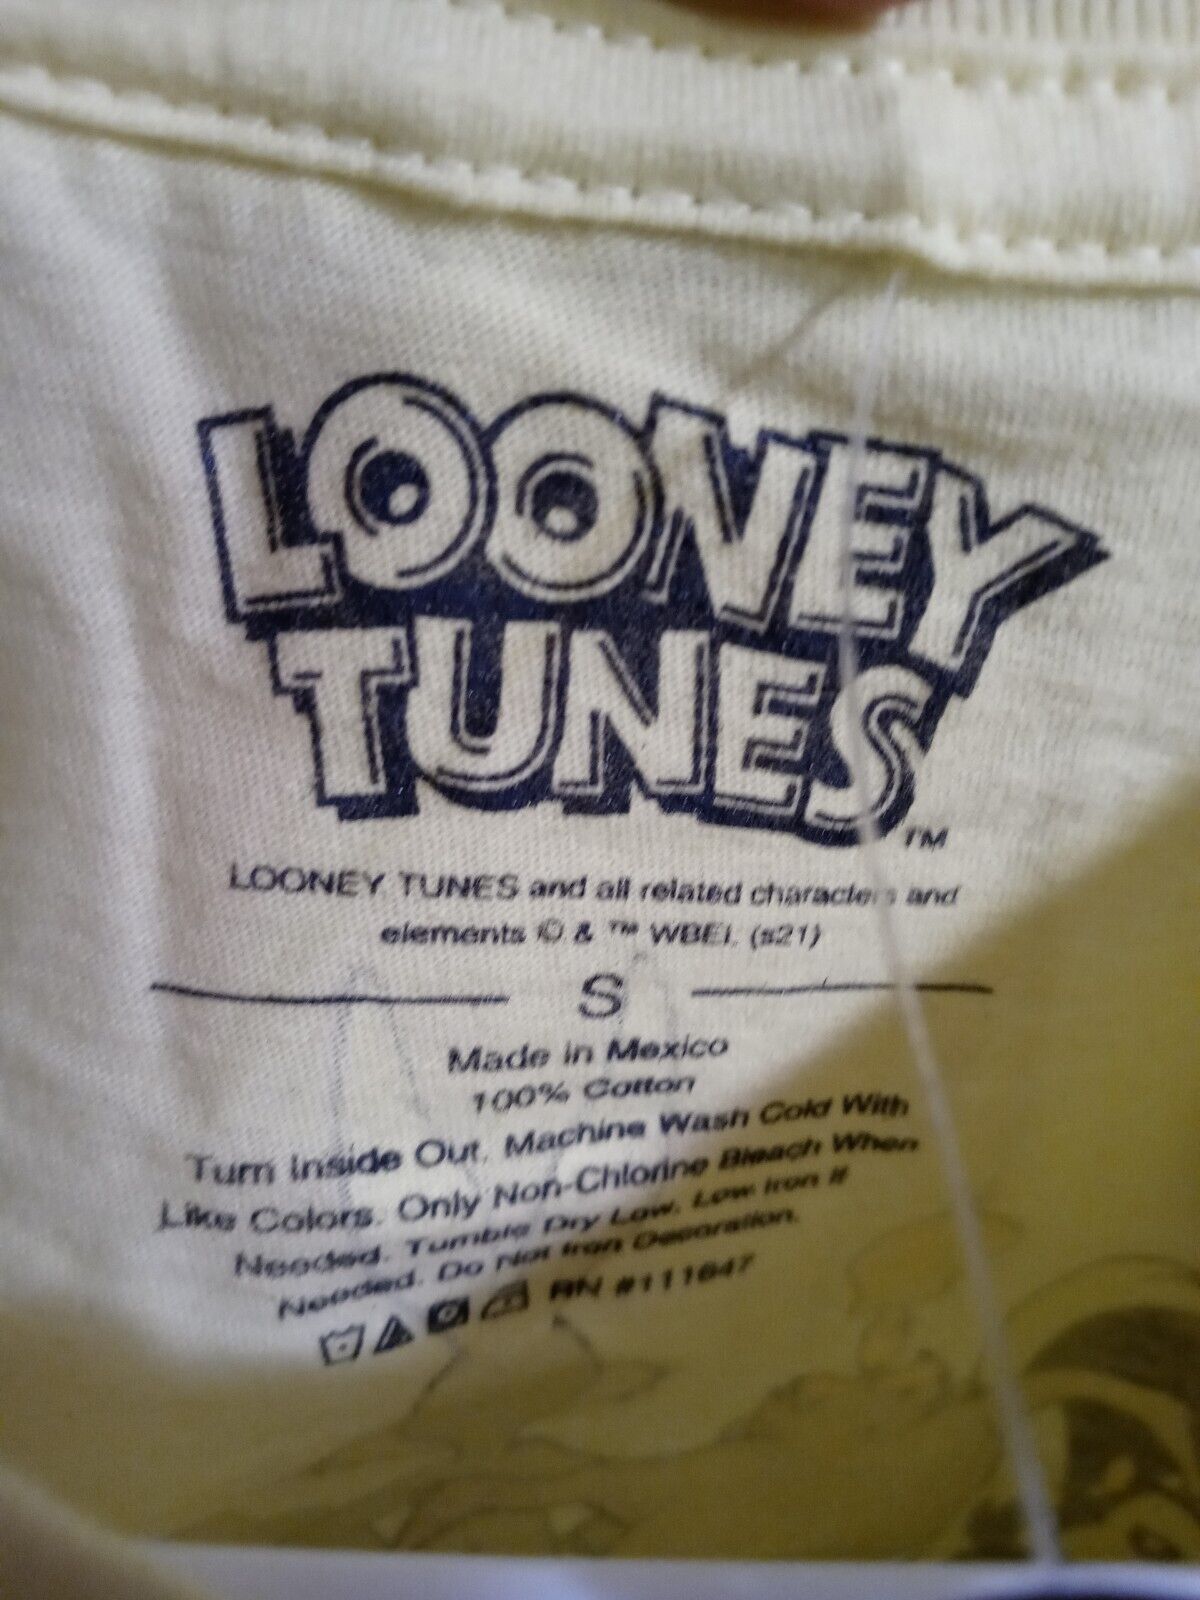 LOONEY
TUNES™
LOONEY TUNES and all related characters and
elements © & ™ WBEI. (s21)
S
Made in Mexico
100% Cotton
Turn Inside Out. Machine Wash Cold With
Like Colors. Only Non-Chlorine Bleach When
Needed. Tumble Dry Low. Low Iron If
Needed. Do Not Iron Decoration.
RN #111647